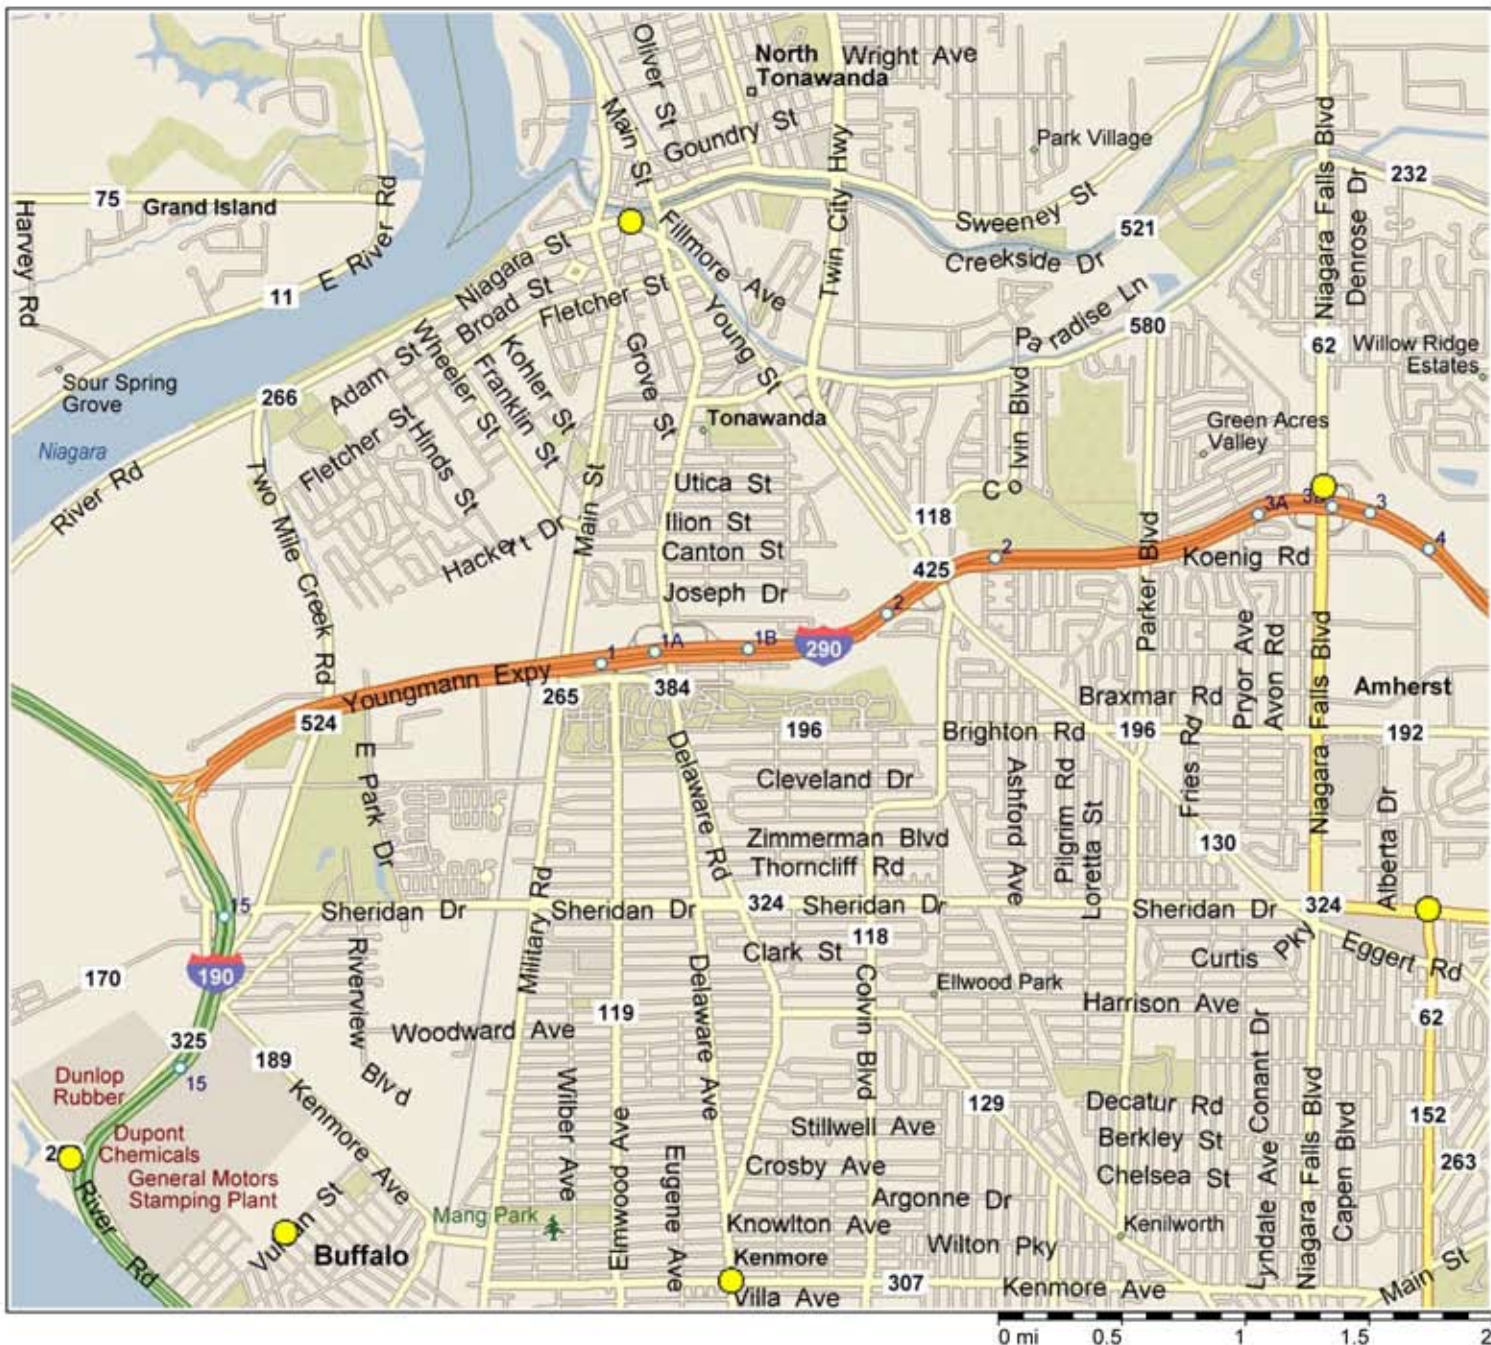 Oliver St
North
Tonawanda
Wright Ave
Main St
Goundry St
Park Village
Twin City Hwy
Niagara Falls Blvd
75
Grand Island
E River Rd
Harvey Rd
232
Denrose Dr
Sweeney St
521
Fillmore Ave
Creekside Dr
Niagara St
Broad St
Fletcher St
11
Paradise Ln
580
Young St
62
Willow Ridge
Estates
Wheeler St
Kohler St
Grove St
Adam St
Franklin St
Sour Spring
Grove
266
Colvin Blvd
Tonawanda
Green Acres
Valley
Fletcher St
Hinds St
Niagara
River Rd
Two Mile Creek Rd
Main St
Utica St
Ilion St
Canton St
Joseph Dr
Hackett Dr
118
425
2
2
3A
3
4
Koenig Rd
Parker Blvd
1
1A
1B
290
Youngmann Expy
265
384
524
Pryor Ave
Avon Rd
Niagara Falls Blvd
Amherst
Braxmar Rd
196
Brighton Rd
196
192
Fries Rd
E Park Dr
Delaware Rd
Cleveland Dr
Ashford Ave
Pilgrim Rd
Loretta St
Zimmerman Blvd
Thorncliff Rd
130
Alberta Dr
15
Sheridan Dr
Military Rd
Sheridan Dr
324
Sheridan Dr
Sheridan Dr
324
118
Clark St
Curtis Pky
Eggert Rd
170
190
Riverview Blvd
Delaware Ave
Colvin Blvd
Ellwood Park
Harrison Ave
119
62
Woodward Ave
325
189
15
Dunlop
Rubber
Kenmore Ave
Wilber Ave
Elmwood Ave
129
Decatur Rd
Conant Dr
Niagara Falls Blvd
Capen Blvd
152
Stillwell Ave
Berkley St
Dupont
Chemicals
General Motors
Stamping Plant
2
Crosby Ave
Chelsea St
263
Eugene Ave
Argonne Dr
Lyndale Ave
River Rd
Vulcan St
Mang Park
Knowlton Ave
Kenilworth
Wilton Pky
Buffalo
Kenmore
307
Kenmore Ave
Main St
Villa Ave
0 mi 0.5 1 1.5 2